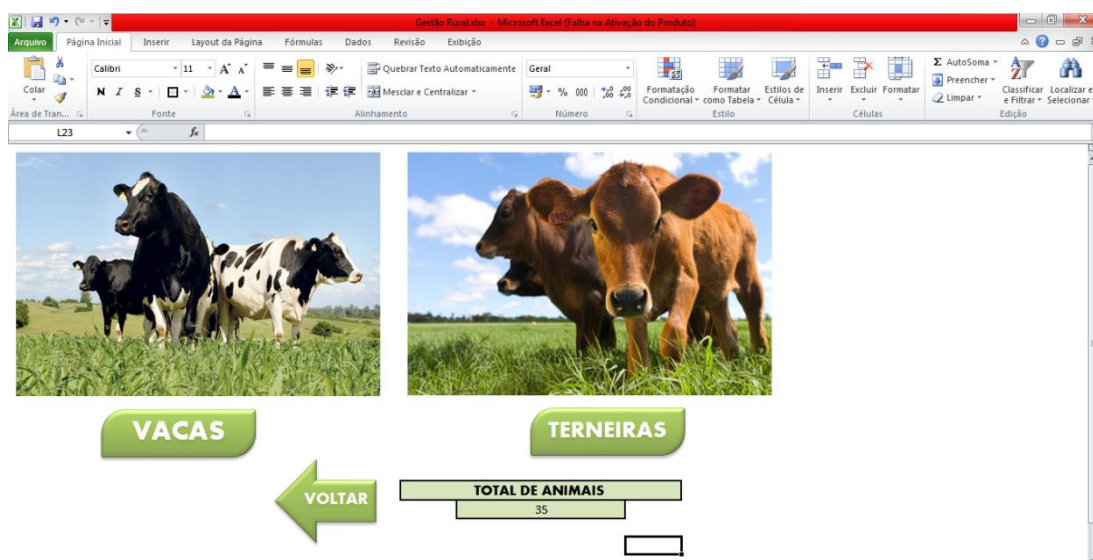 Gestão Rural.xlsx - Microsoft Excel (Falha na Ativação do Produto)
Arquivo Página Inicial Inserir Layout da Página Fórmulas Dados Revisão Exibição
Colar
Calibri 11 A A
Quebrar Texto Automaticamente
Geral
N I S A
Mesclar e Centralizar
% 000
Formatação Condicional
Formatar como Tabela
Estilos de Célula
Inserir Excluir Formatar
Σ AutoSoma
Preencher
Limpar
Classificar e Filtrar
Localizar e Selecionar
Área de Tran... Fonte Alinhamento Número Estilo Células Edição
L23 fx
VACAS
TERNEIRAS
VOLTAR
TOTAL DE ANIMAIS
35